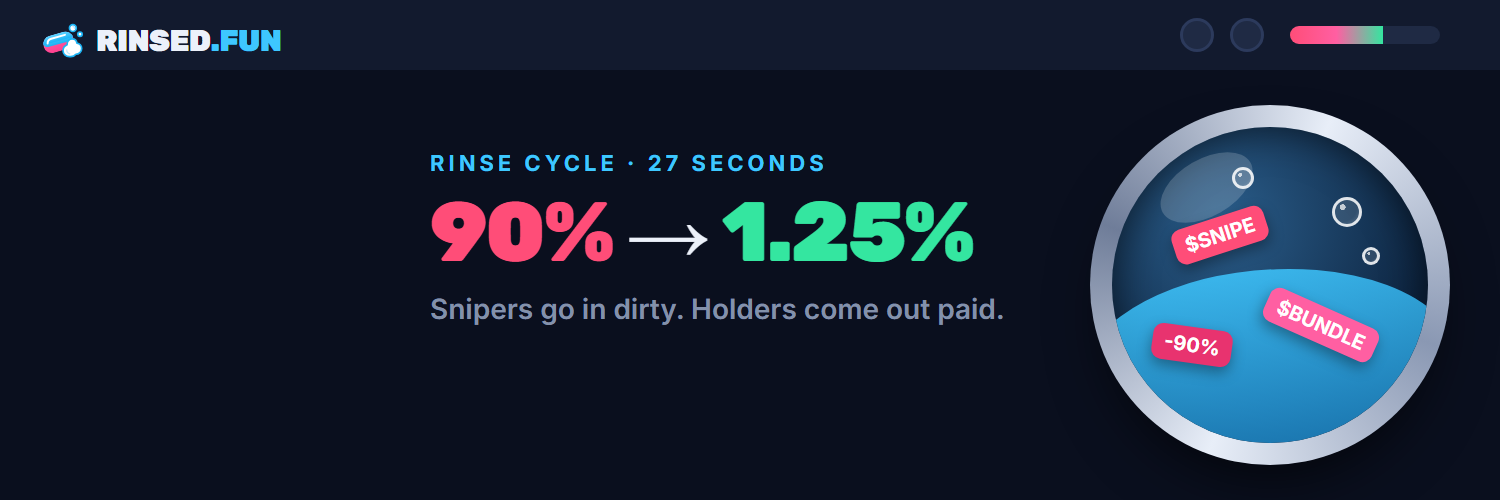 RINSED.FUN
RINSE CYCLE · 27 SECONDS
90% → 1.25%
Snipers go in dirty. Holders come out paid.
$SNIPE
$BUNDLE
-90%